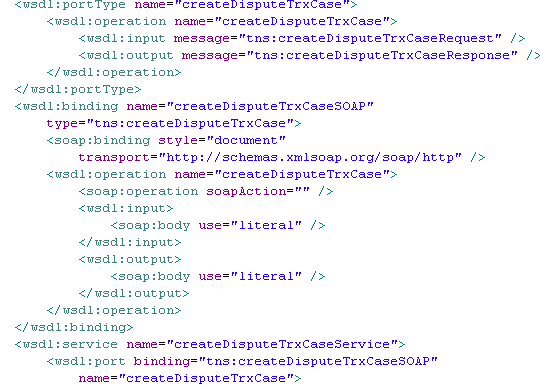 <wsdl:portType name="createDisputeTrxCase">
<wsdl:operation name="createDisputeTrxCase">
<wsdl:input message="tns:createDisputeTrxCaseRequest" />
<wsdl:output message="tns:createDisputeTrxCaseResponse" />
</wsdl:operation>
</wsdl:portType>
<wsdl:binding name="createDisputeTrxCaseSOAP"
type="tns:createDisputeTrxCase">
<soap:binding style="document"
transport="http://schemas.xmlsoap.org/soap/http" />
<wsdl:operation name="createDisputeTrxCase">
<soap:operation soapAction="" />
<wsdl:input>
<soap:body use="literal" />
</wsdl:input>
<wsdl:output>
<soap:body use="literal" />
</wsdl:output>
</wsdl:operation>
</wsdl:binding>
<wsdl:service name="createDisputeTrxCaseService">
<wsdl:port binding="tns:createDisputeTrxCaseSOAP"
name="createDisputeTrxCase">